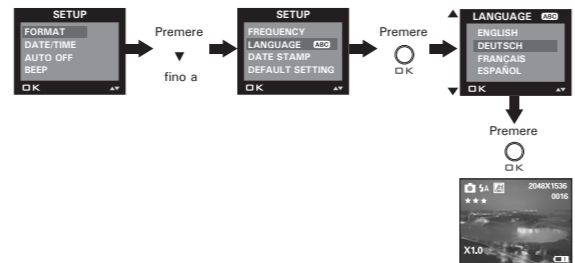 SETUP
FORMAT
DATE/TIME
AUTO OFF
BEEP
OK
Premere
fino a
SETUP
FREQUENCY
LANGUAGE ABC
DATE STAMP
DEFAULT SETTING
OK
Premere
OK
LANGUAGE ABC
ENGLISH
DEUTSCH
FRANÇAIS
ESPAÑOL
OK
Premere
OK
A 2048X1536
0016
X1.0